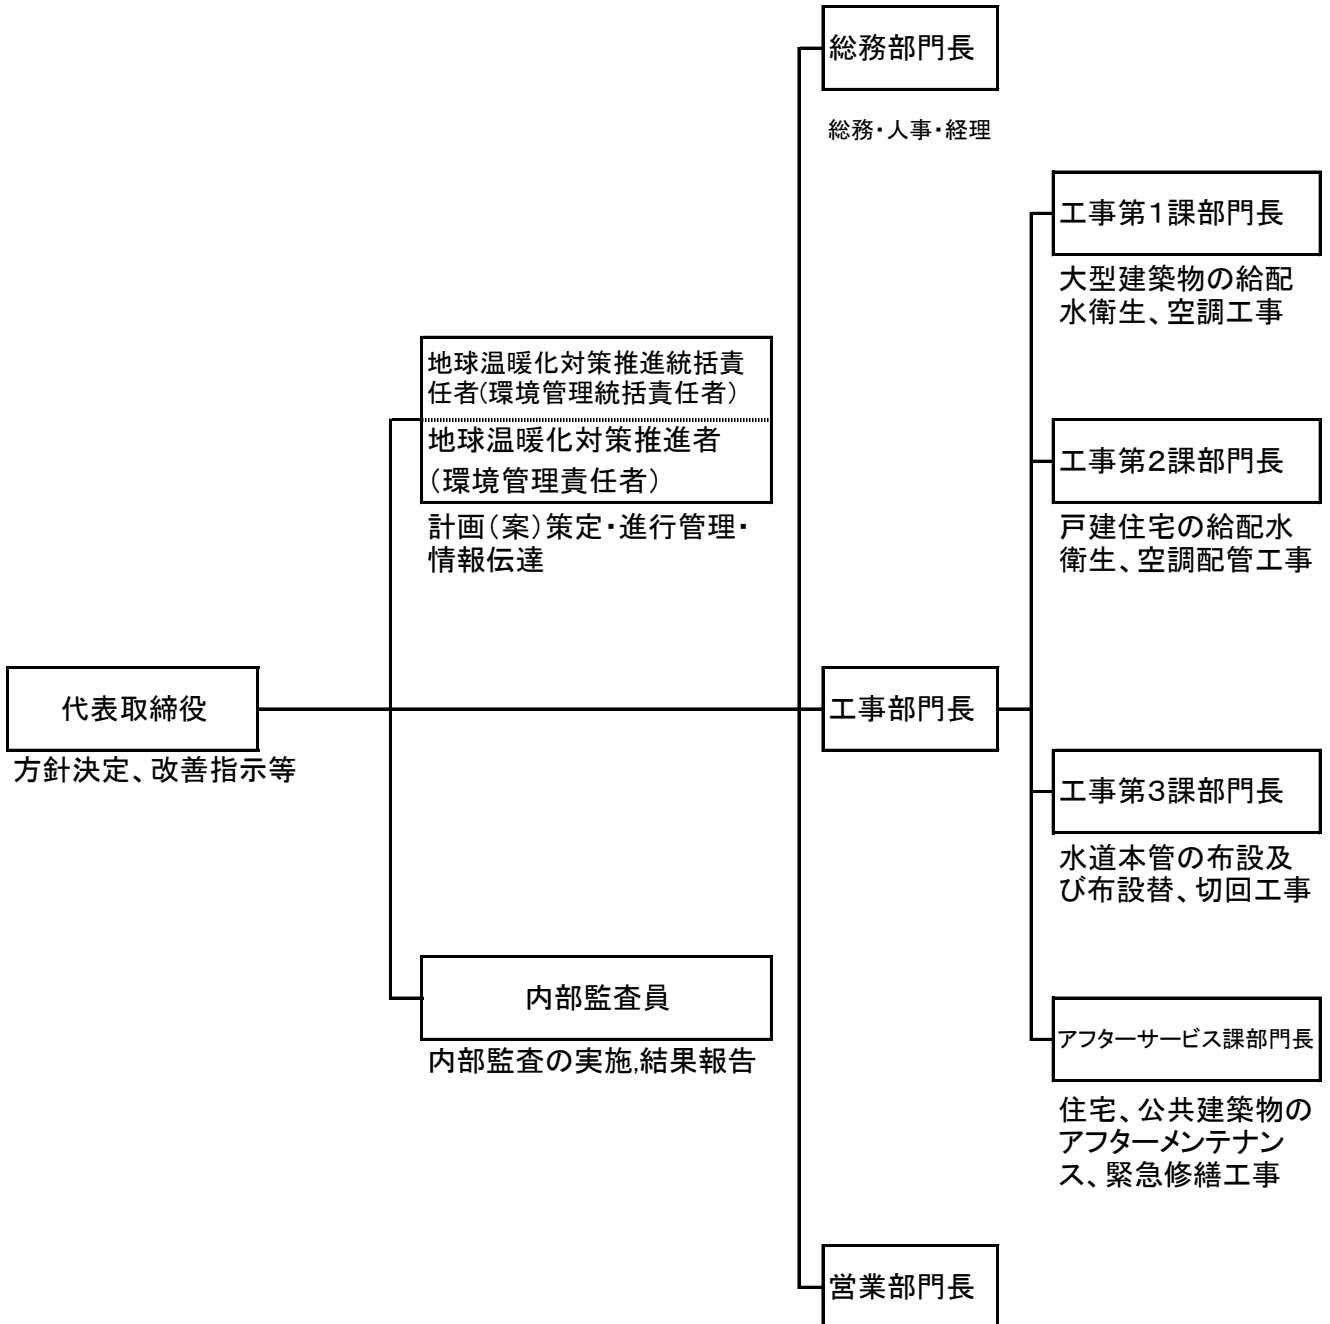 総務部門長
総務・人事・経理
工事第1課部門長
大型建築物の給配
水衛生、空調工事
地球温暖化対策推進統括責
任者(環境管理統括責任者)
地球温暖化対策推進者
(環境管理責任者)
計画(案)策定・進行管理・
情報伝達
工事第2課部門長
戸建住宅の給配水
衛生、空調配管工事
代表取締役
方針決定、改善指示等
工事部門長
工事第3課部門長
水道本管の布設及
び布設替、切回工事
内部監査員
内部監査の実施,結果報告
アフターサービス課部門長
住宅、公共建築物の
アフターメンテナン
ス、緊急修繕工事
営業部門長